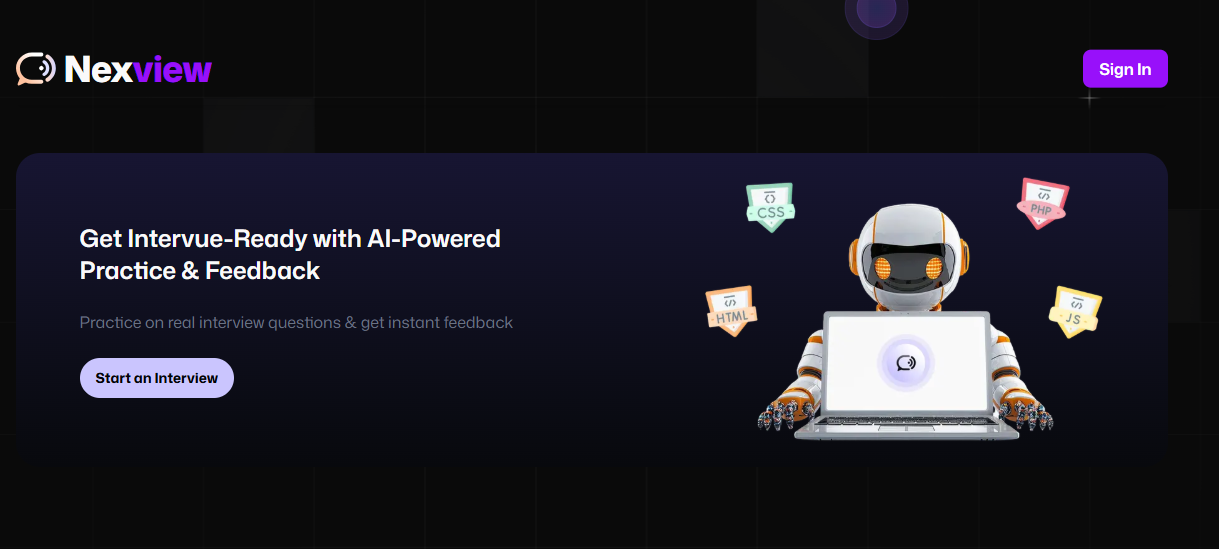 Nexview
Sign In
Get Intervue-Ready with AI-Powered
Practice & Feedback
Practice on real interview questions & get instant feedback
Start an Interview
CSS
PHP
HTML
JS